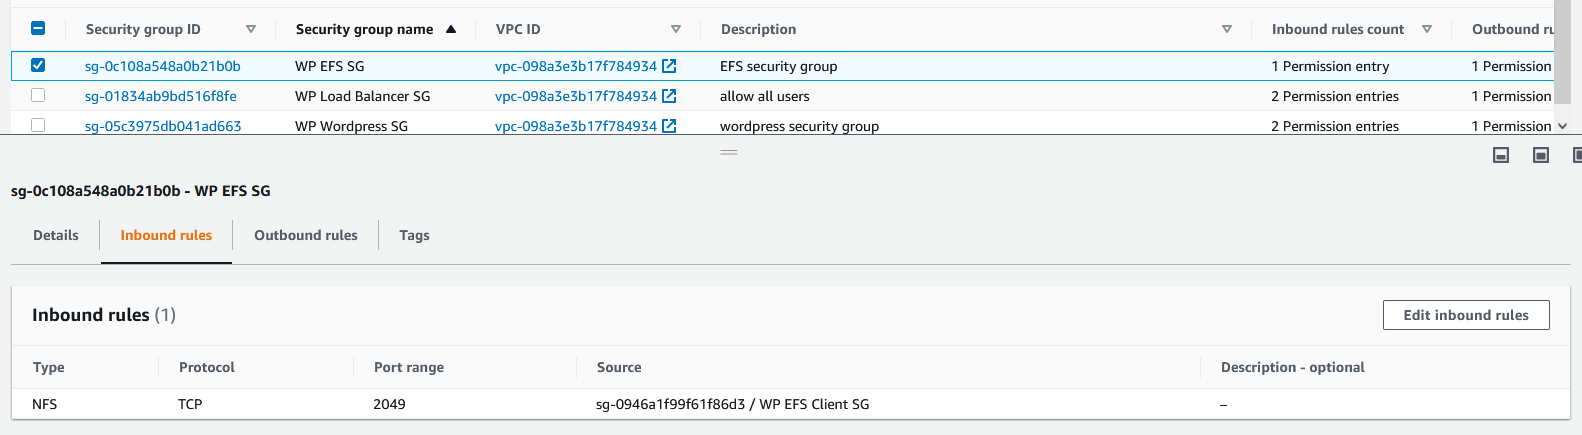 Security group ID Security group name VPC ID Description Inbound rules count Outbound ru
sg-0c108a548a0b21b0b WP EFS SG vpc-098a3e3b17f784934 EFS security group 1 Permission entry 1 Permission
sg-01834ab9bd516f8fe WP Load Balancer SG vpc-098a3e3b17f784934 allow all users 2 Permission entries 1 Permission
sg-05c3975db041ad663 WP Wordpress SG vpc-098a3e3b17f784934 wordpress security group 2 Permission entries 1 Permission
sg-0c108a548a0b21b0b - WP EFS SG
Details Inbound rules Outbound rules Tags
Inbound rules (1) Edit inbound rules
Type Protocol Port range Source Description - optional
NFS TCP 2049 sg-0946a1f99f61f86d3 / WP EFS Client SG –